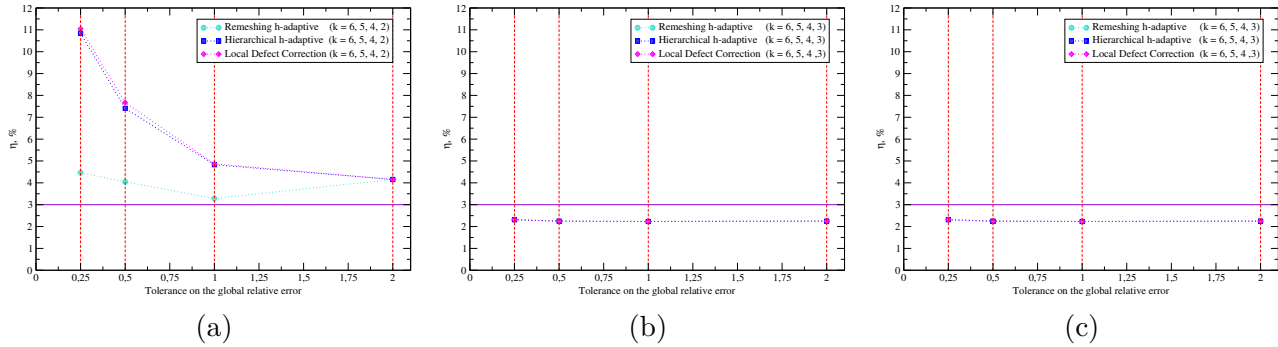 12
11
10
9
8
7
6
5
4
3
2
1
0
η, %
Remeshing h-adaptive (k = 6, 5, 4, 2)
Hierarchical h-adaptive (k = 6, 5, 4, 2)
Local Defect Correction (k = 6, 5, 4, 2)
0 0,25 0,5 0,75 1 1,25 1,5 1,75 2
Tolerance on the global relative error
(a)
12
11
10
9
8
7
6
5
4
3
2
1
0
η, %
Remeshing h-adaptive (k = 6, 5, 4, 3)
Hierarchical h-adaptive (k = 6, 5, 4, 3)
Local Defect Correction (k = 6, 5, 4 ,3)
0 0,25 0,5 0,75 1 1,25 1,5 1,75 2
Tolerance on the global relative error
(b)
12
11
10
9
8
7
6
5
4
3
2
1
0
η, %
Remeshing h-adaptive (k = 6, 5, 4, 3)
Hierarchical h-adaptive (k = 6, 5, 4, 3)
Local Defect Correction (k = 6, 5, 4 ,3)
0 0,25 0,5 0,75 1 1,25 1,5 1,75 2
Tolerance on the global relative error
(c)